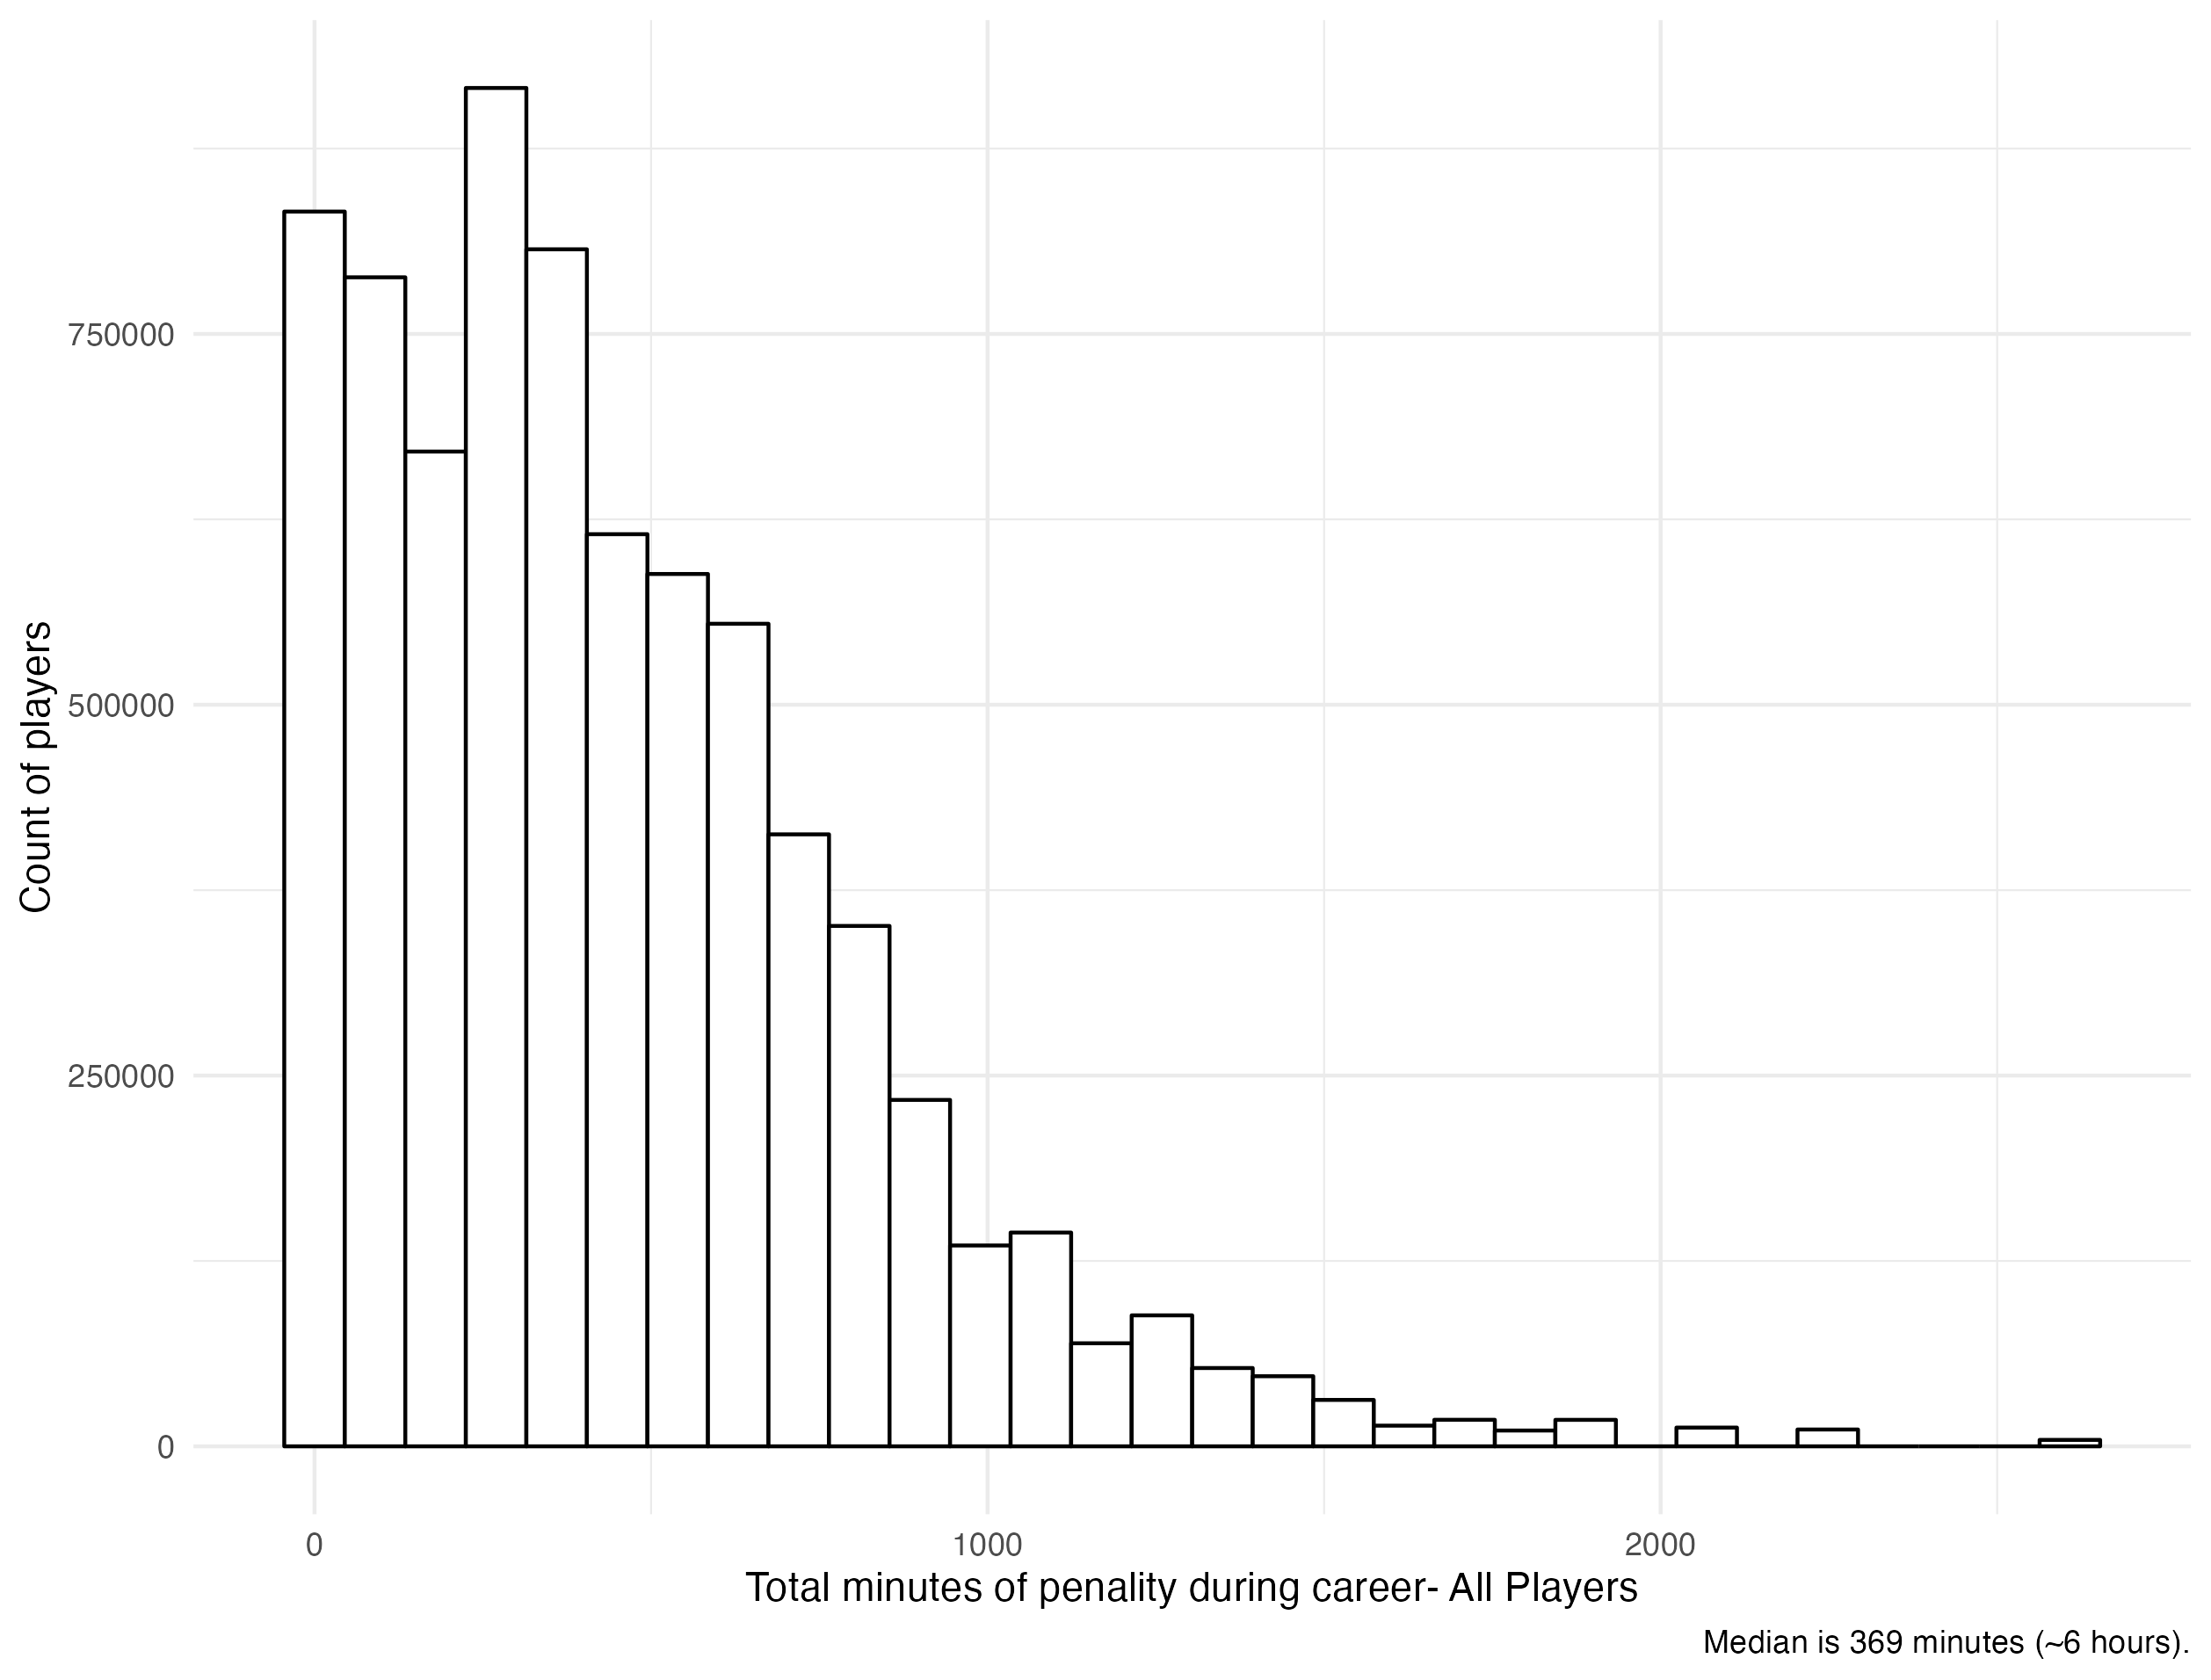 Count of players
750000
500000
250000
0
0 1000 2000
Total minutes of penality during career- All Players
Median is 369 minutes (~6 hours).